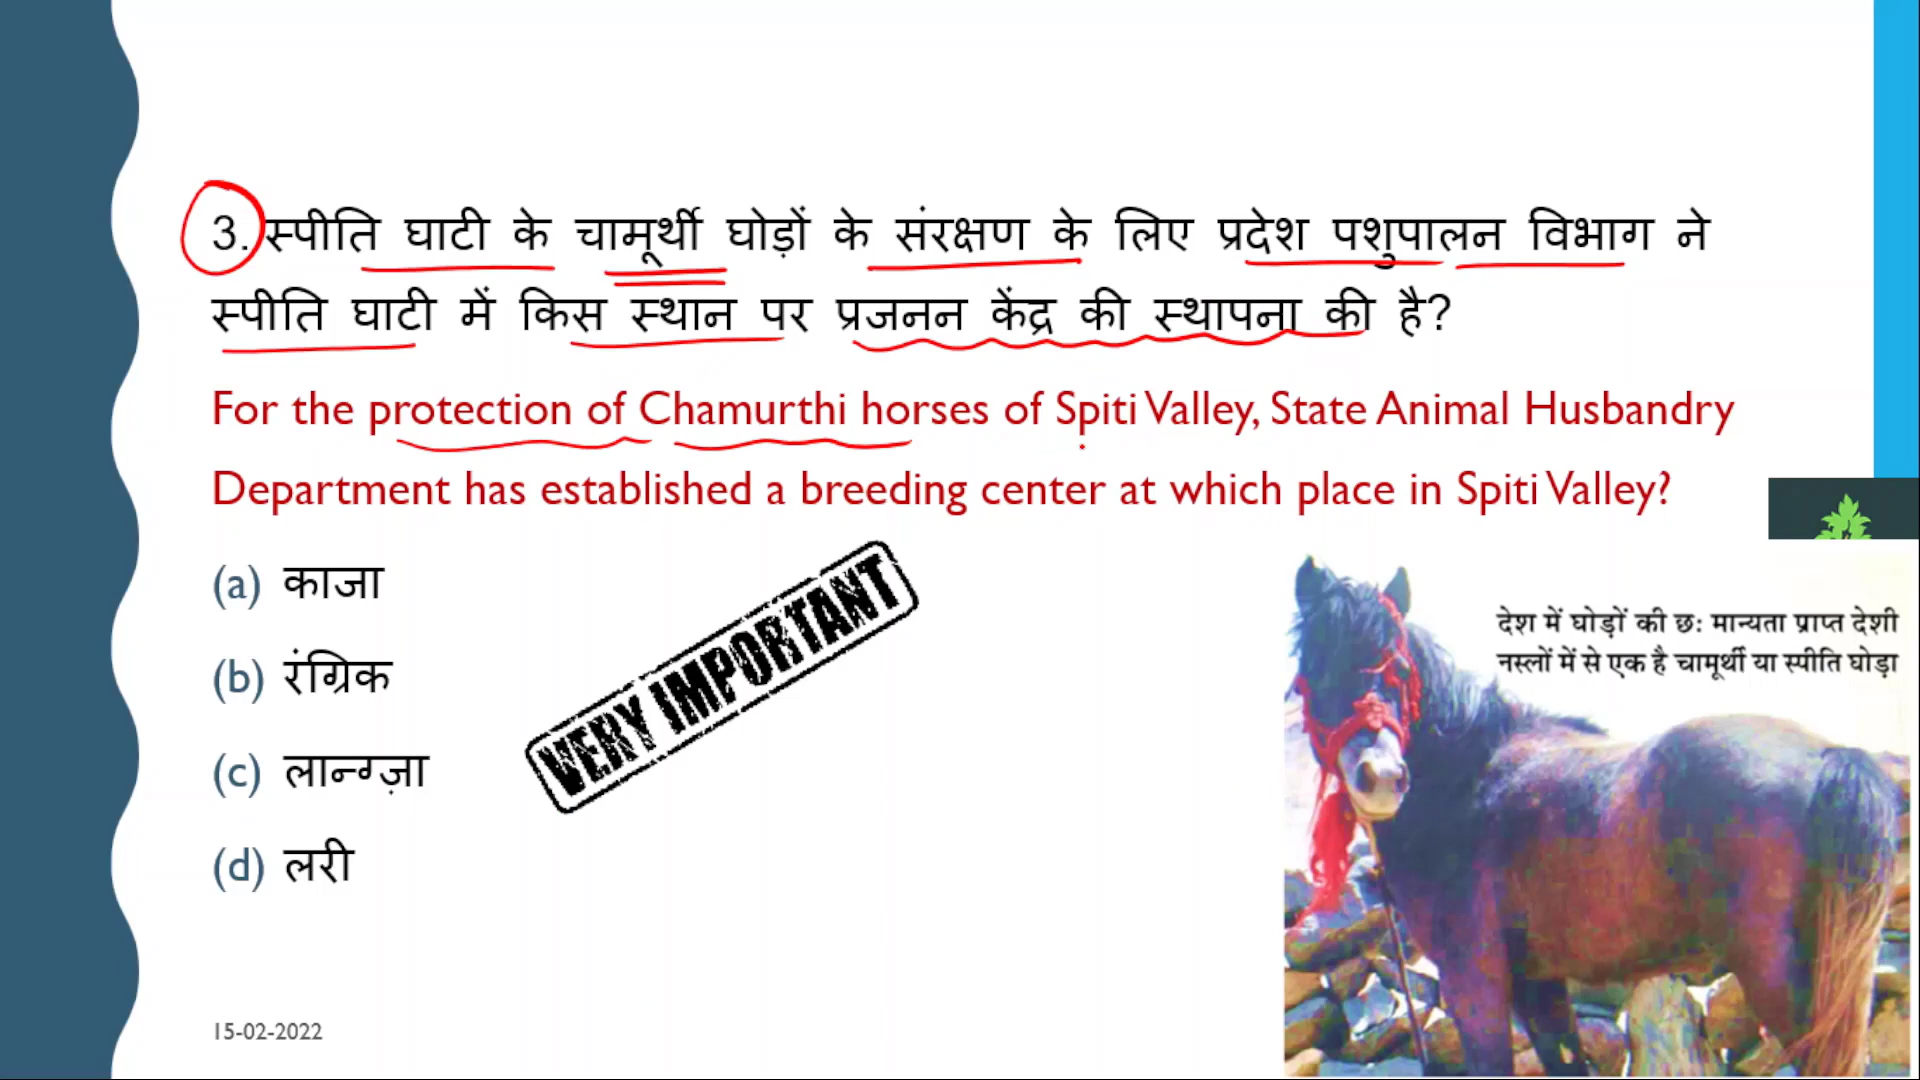 3. स्पीति घाटी के चामूर्थी घोड़ों के संरक्षण के लिए प्रदेश पशुपालन विभाग ने
स्पीति घाटी में किस स्थान पर प्रजनन केंद्र की स्थापना की है?
For the protection of Chamurthi horses of Spiti Valley, State Animal Husbandry
Department has established a breeding center at which place in Spiti Valley?
(a) काजा
(b) रंग्रिक
(c) लान्ग्ज़ा
(d) लरी
VERY IMPORTANT
देश में घोड़ों की छः मान्यता प्राप्त देशी
नस्लों में से एक है चामूर्थी या स्पीति घोड़ा
15-02-2022